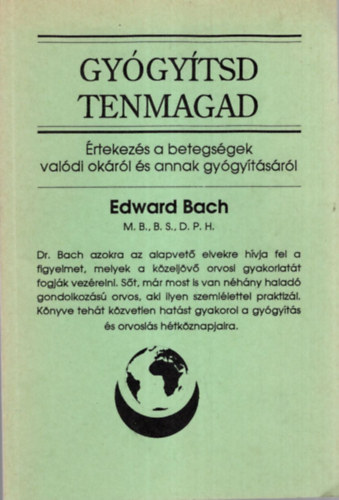 GYÓGYÍTSD
TENMAGAD
Értekezés a betegségek
valódi okáról és annak gyógyításáról
Edward Bach
M. B., B. S., D. P. H.
Dr. Bach azokra az alapvető elvekre hívja fel a
figyelmet, melyek a közeljövő orvosi gyakorlatát
fogják vezérelni. Sőt, már most is van néhány haladó
gondolkozású orvos, aki ilyen szemlélettel praktizál.
Könyve tehát közvetlen hatást gyakorol a gyógyítás
és orvoslás hétköznapjaira.